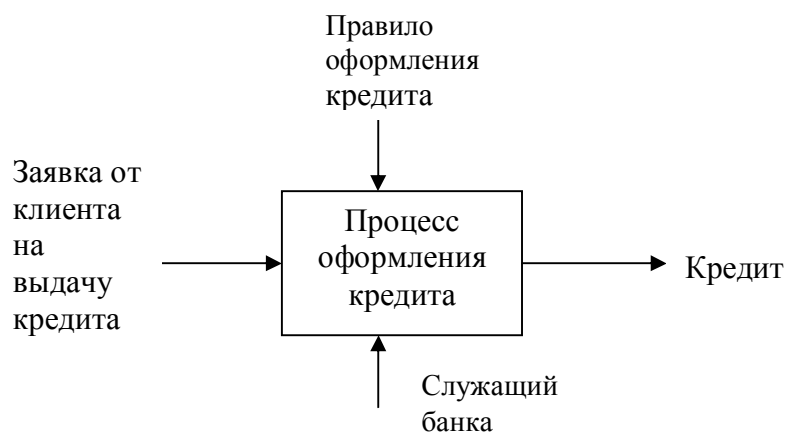 Правило
оформления
кредита
Заявка от
клиента
на
выдачу
кредита
Процесс
оформления
кредита
Кредит
Служащий
банка